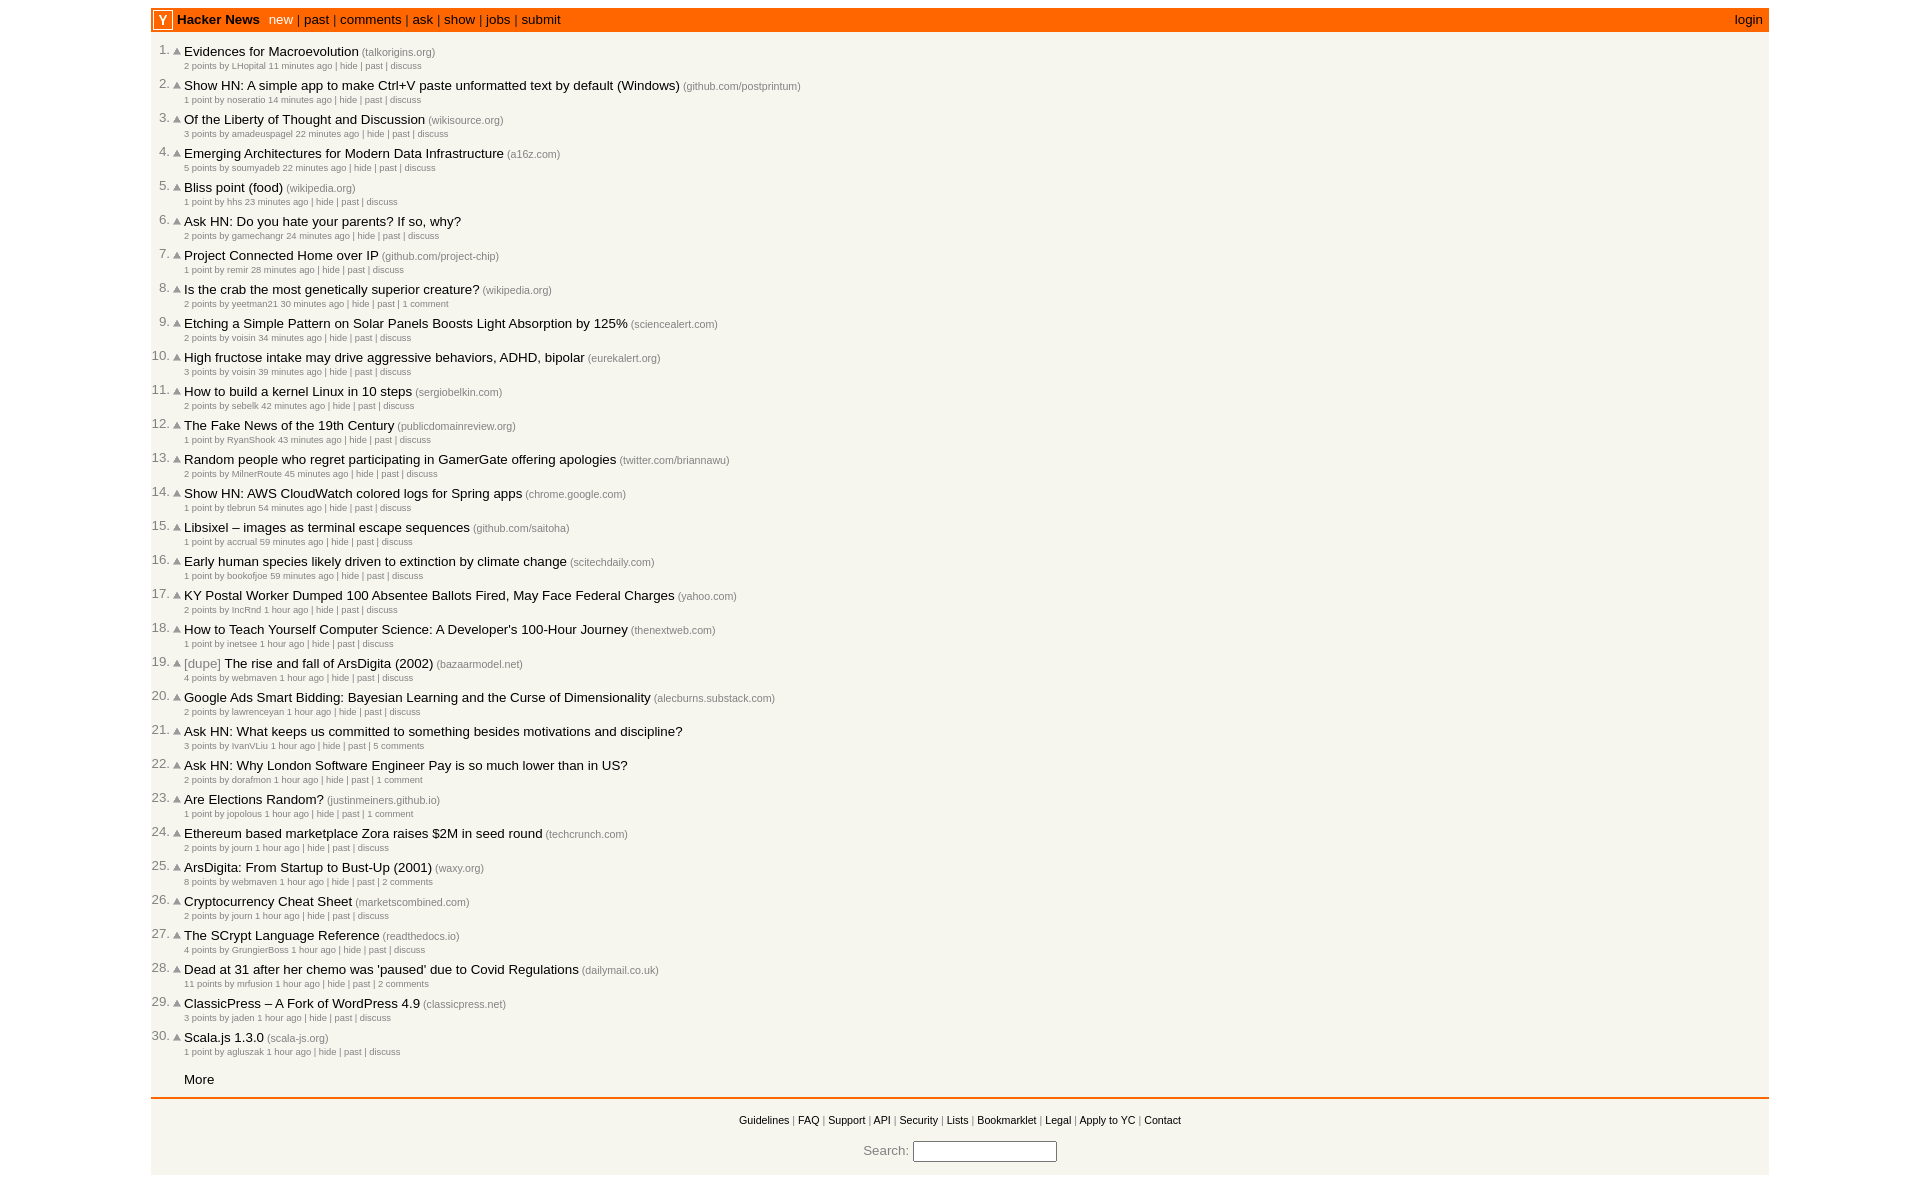 Y Hacker News new | past | comments | ask | show | jobs | submit login
1. Evidences for Macroevolution (talkorigins.org)
2 points by LHopital 11 minutes ago | hide | past | discuss
2. Show HN: A simple app to make Ctrl+V paste unformatted text by default (Windows) (github.com/postprintum)
1 point by noseratio 14 minutes ago | hide | past | discuss
3. Of the Liberty of Thought and Discussion (wikisource.org)
3 points by amadeuspagel 22 minutes ago | hide | past | discuss
4. Emerging Architectures for Modern Data Infrastructure (a16z.com)
5 points by soumyadeb 22 minutes ago | hide | past | discuss
5. Bliss point (food) (wikipedia.org)
1 point by hhs 23 minutes ago | hide | past | discuss
6. Ask HN: Do you hate your parents? If so, why?
2 points by gamechangr 24 minutes ago | hide | past | discuss
7. Project Connected Home over IP (github.com/project-chip)
1 point by remir 28 minutes ago | hide | past | discuss
8. Is the crab the most genetically superior creature? (wikipedia.org)
2 points by yeetman21 30 minutes ago | hide | past | 1 comment
9. Etching a Simple Pattern on Solar Panels Boosts Light Absorption by 125% (sciencealert.com)
2 points by voisin 34 minutes ago | hide | past | discuss
10. High fructose intake may drive aggressive behaviors, ADHD, bipolar (eurekalert.org)
3 points by voisin 39 minutes ago | hide | past | discuss
11. How to build a kernel Linux in 10 steps (sergiobelkin.com)
2 points by sebelk 42 minutes ago | hide | past | discuss
12. The Fake News of the 19th Century (publicdomainreview.org)
1 point by RyanShook 43 minutes ago | hide | past | discuss
13. Random people who regret participating in GamerGate offering apologies (twitter.com/briannawu)
2 points by MilnerRoute 45 minutes ago | hide | past | discuss
14. Show HN: AWS CloudWatch colored logs for Spring apps (chrome.google.com)
1 point by tlebrun 54 minutes ago | hide | past | discuss
15. Libsixel – images as terminal escape sequences (github.com/saitoha)
1 point by accrual 59 minutes ago | hide | past | discuss
16. Early human species likely driven to extinction by climate change (scitechdaily.com)
1 point by bookofjoe 59 minutes ago | hide | past | discuss
17. KY Postal Worker Dumped 100 Absentee Ballots Fired, May Face Federal Charges (yahoo.com)
2 points by IncRnd 1 hour ago | hide | past | discuss
18. How to Teach Yourself Computer Science: A Developer's 100-Hour Journey (thenextweb.com)
1 point by inetsee 1 hour ago | hide | past | discuss
19. [dupe] The rise and fall of ArsDigita (2002) (bazaarmodel.net)
4 points by webmaven 1 hour ago | hide | past | discuss
20. Google Ads Smart Bidding: Bayesian Learning and the Curse of Dimensionality (alecburns.substack.com)
2 points by lawrenceyan 1 hour ago | hide | past | discuss
21. Ask HN: What keeps us committed to something besides motivations and discipline?
3 points by IvanVLiu 1 hour ago | hide | past | 5 comments
22. Ask HN: Why London Software Engineer Pay is so much lower than in US?
2 points by dorafmon 1 hour ago | hide | past | 1 comment
23. Are Elections Random? (justinmeiners.github.io)
1 point by jopolous 1 hour ago | hide | past | 1 comment
24. Ethereum based marketplace Zora raises $2M in seed round (techcrunch.com)
2 points by journ 1 hour ago | hide | past | discuss
25. ArsDigita: From Startup to Bust-Up (2001) (waxy.org)
8 points by webmaven 1 hour ago | hide | past | 2 comments
26. Cryptocurrency Cheat Sheet (marketscombined.com)
2 points by journ 1 hour ago | hide | past | discuss
27. The SCrypt Language Reference (readthedocs.io)
4 points by GrungierBoss 1 hour ago | hide | past | discuss
28. Dead at 31 after her chemo was 'paused' due to Covid Regulations (dailymail.co.uk)
11 points by mrfusion 1 hour ago | hide | past | 2 comments
29. ClassicPress – A Fork of WordPress 4.9 (classicpress.net)
3 points by jaden 1 hour ago | hide | past | discuss
30. Scala.js 1.3.0 (scala-js.org)
1 point by agluszak 1 hour ago | hide | past | discuss
More
Guidelines | FAQ | Support | API | Security | Lists | Bookmarklet | Legal | Apply to YC | Contact
Search: